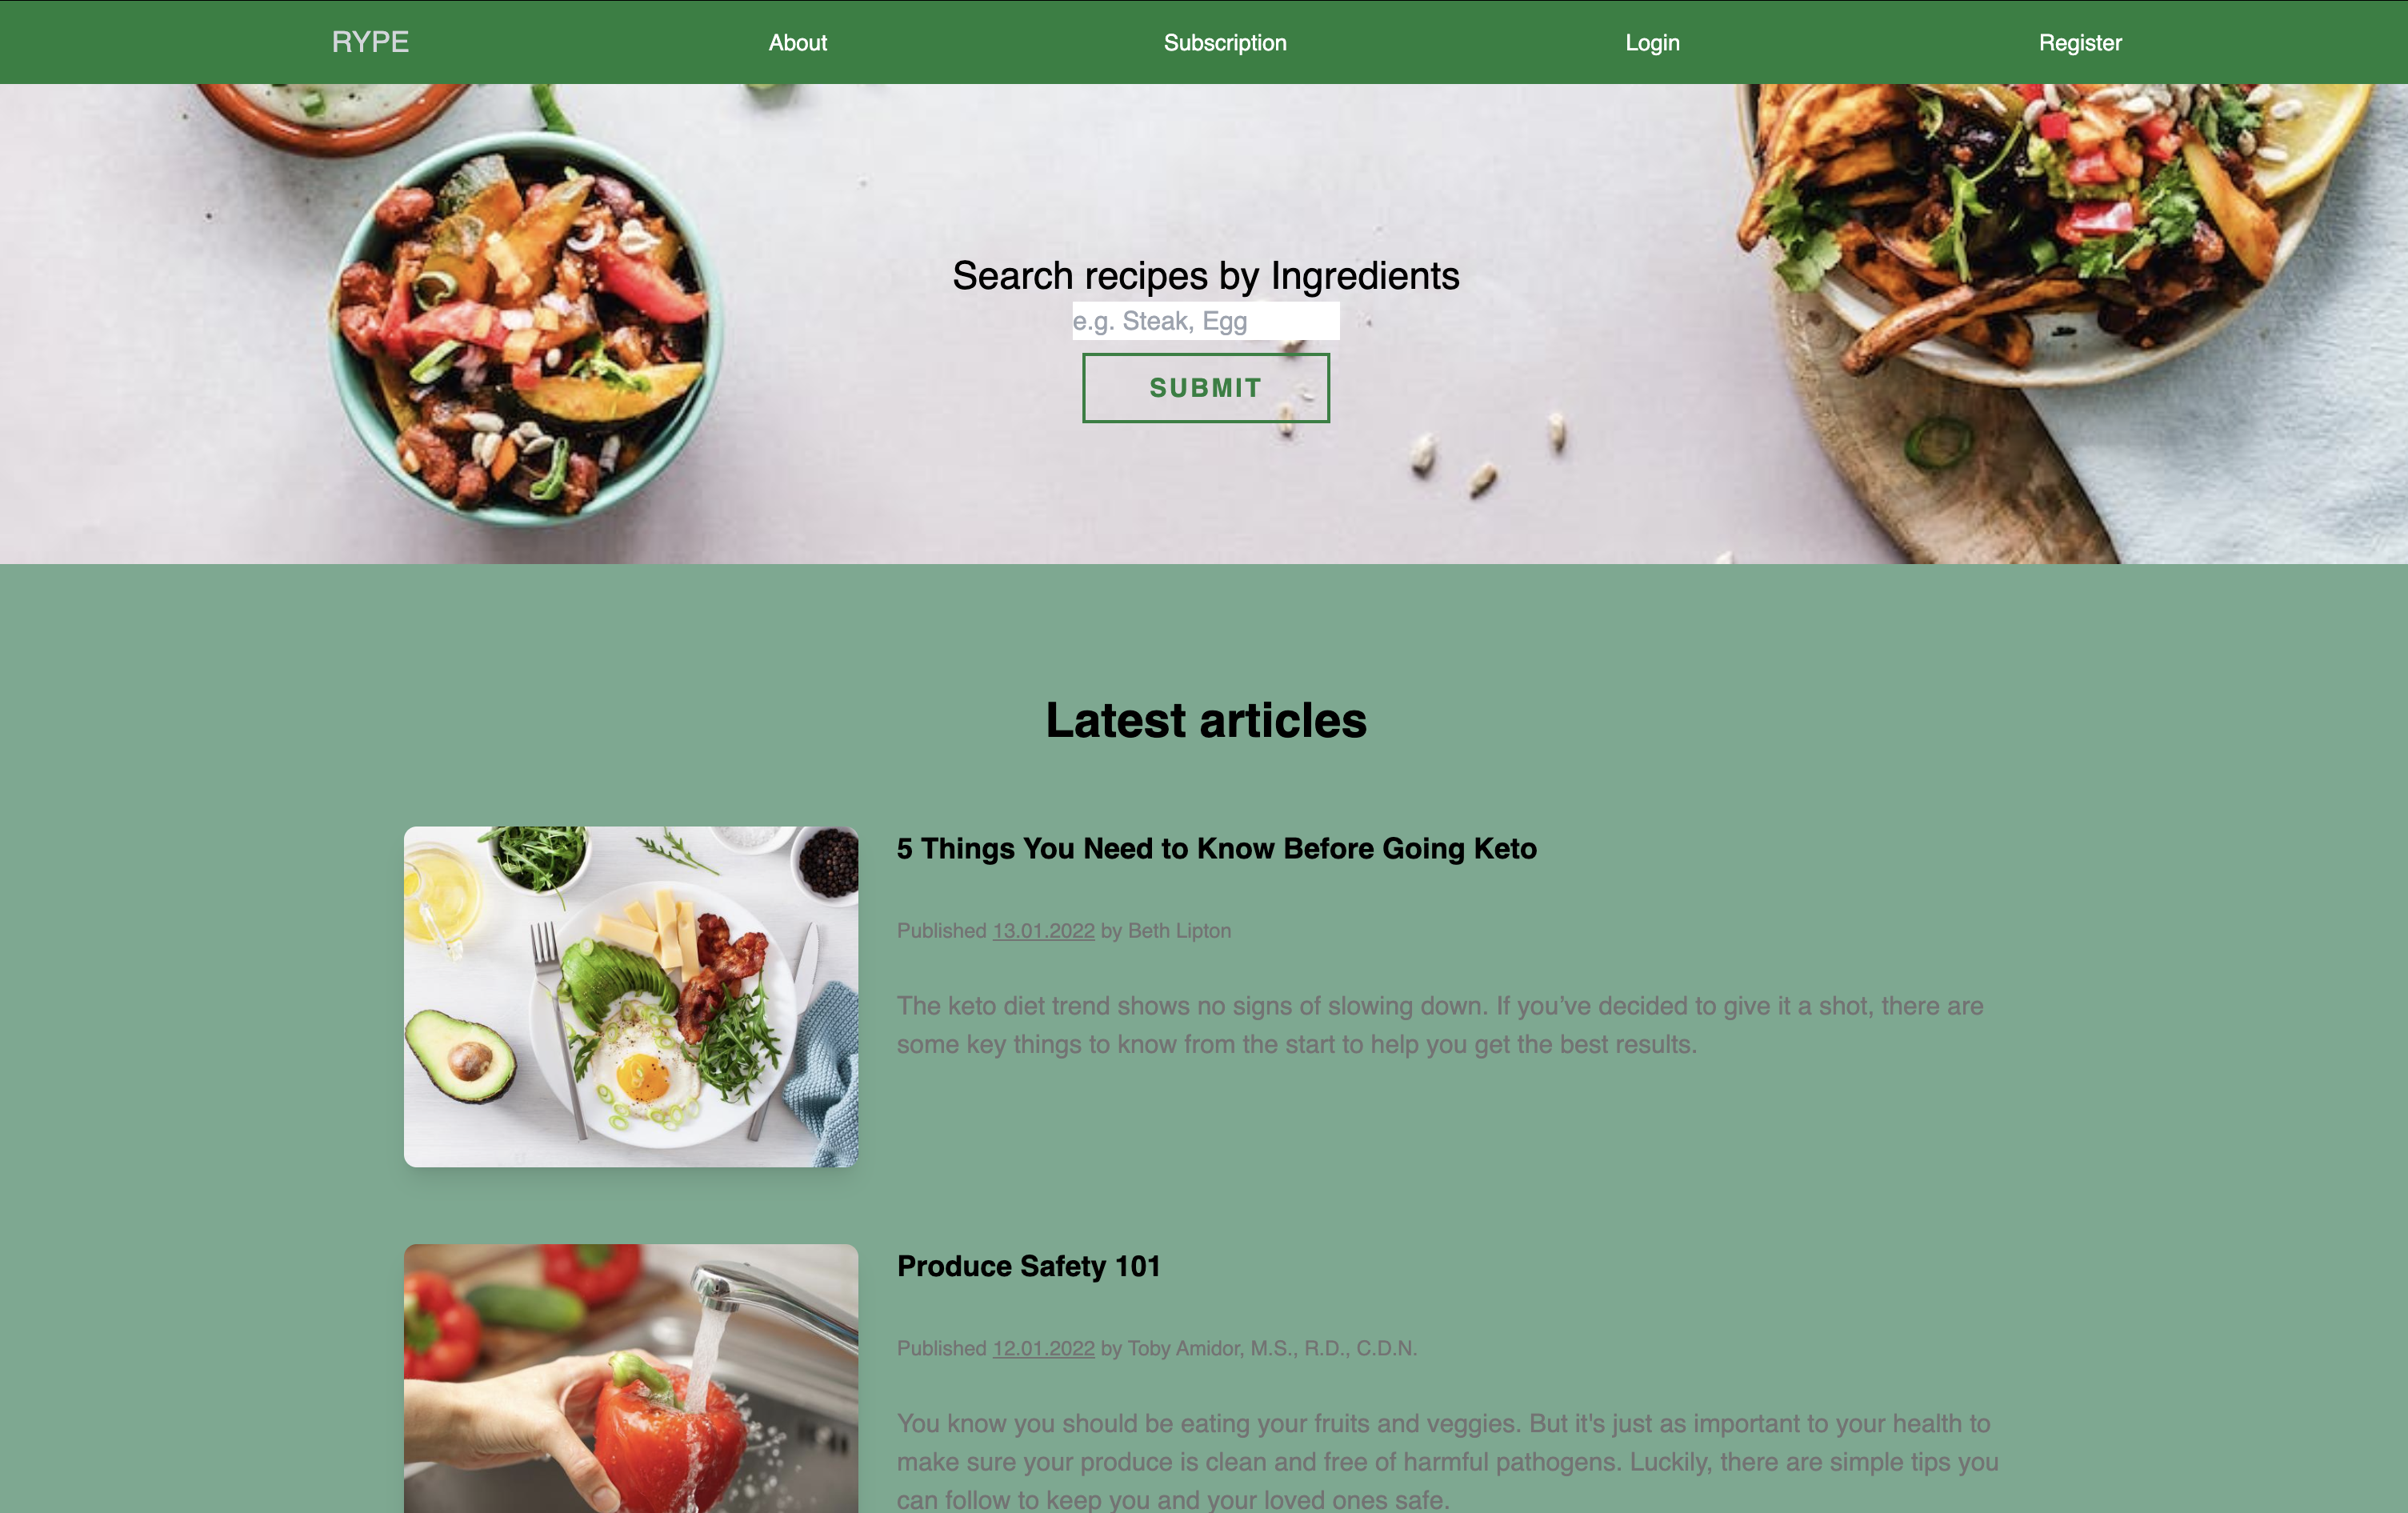 RYPE
About
Subscription
Login
Register
Search recipes by Ingredients
e.g. Steak, Egg
SUBMIT
Latest articles
5 Things You Need to Know Before Going Keto
Published 13.01.2022 by Beth Lipton
The keto diet trend shows no signs of slowing down. If you’ve decided to give it a shot, there are
some key things to know from the start to help you get the best results.
Produce Safety 101
Published 12.01.2022 by Toby Amidor, M.S., R.D., C.D.N.
You know you should be eating your fruits and veggies. But it's just as important to your health to
make sure your produce is clean and free of harmful pathogens. Luckily, there are simple tips you
can follow to keep you and your loved ones safe.